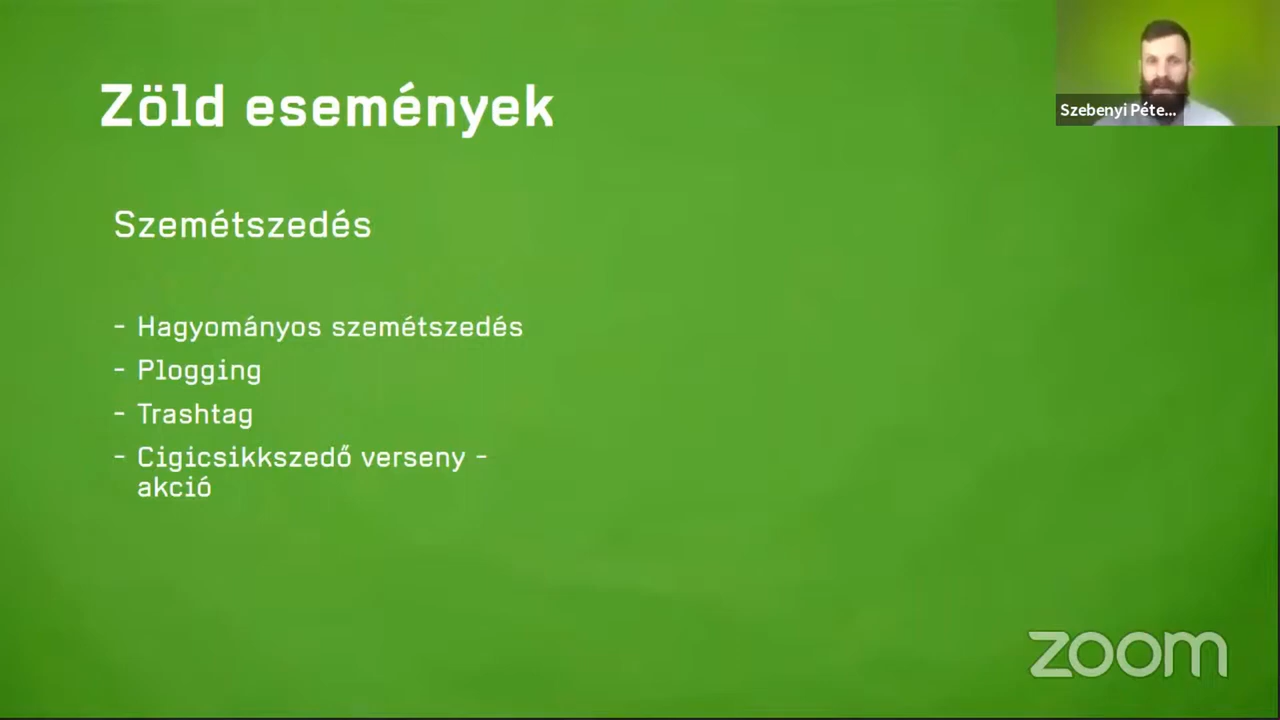 Zöld események
Szebenyi Péte...
Szemétszedés
- Hagyományos szemétszedés
- Plogging
- Trashtag
- Cigicsikkszedő verseny -
akció
zoom